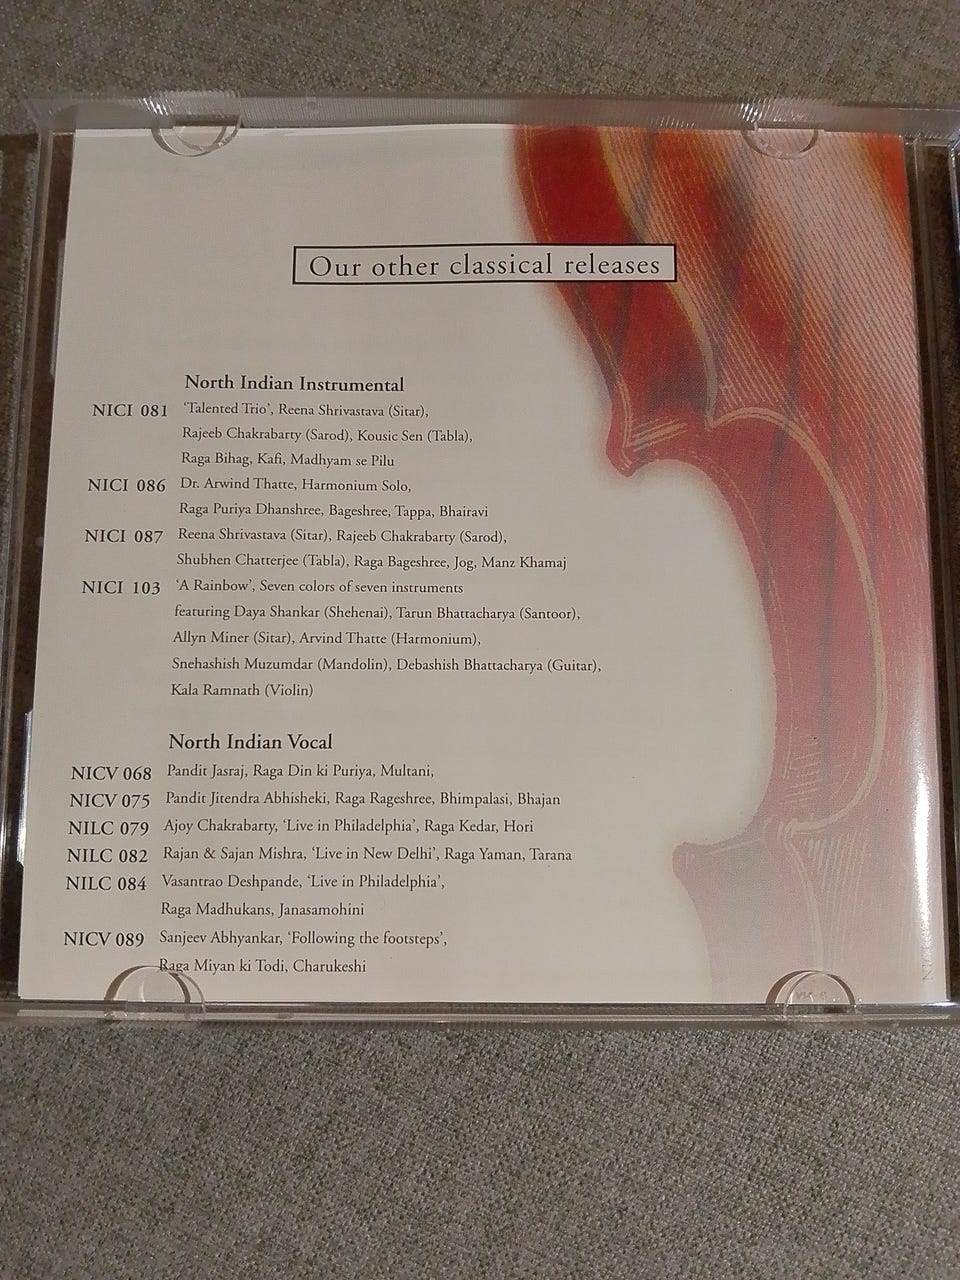 Our other classical releases
North Indian Instrumental
NICI 081 ‘Talented Trio’, Reena Shrivastava (Sitar),
Rajeeb Chakrabarty (Sarod), Kousic Sen (Tabla),
Raga Bihag, Kafi, Madhyam se Pilu
NICI 086 Dr. Arwind Thatte, Harmonium Solo,
Raga Puriya Dhanshree, Bageshree, Tappa, Bhairavi
NICI 087 Reena Shrivastava (Sitar), Rajeeb Chakrabarty (Sarod),
Shubhen Chatterjee (Tabla), Raga Bageshree, Jog, Manz Khamaj
NICI 103 ‘A Rainbow’, Seven colors of seven instruments
featuring Daya Shankar (Shehenai), Tarun Bhattacharya (Santoor),
Allyn Miner (Sitar), Arvind Thatte (Harmonium),
Snehashish Muzumdar (Mandolin), Debashish Bhattacharya (Guitar),
Kala Ramnath (Violin)
North Indian Vocal
NICV 068 Pandit Jasraj, Raga Din ki Puriya, Multani,
NICV 075 Pandit Jitendra Abhisheki, Raga Rageshree, Bhimpalasi, Bhajan
NILC 079 Ajoy Chakrabarty, ‘Live in Philadelphia’, Raga Kedar, Hori
NILC 082 Rajan & Sajan Mishra, ‘Live in New Delhi’, Raga Yaman, Tarana
NILC 084 Vasantrao Deshpande, ‘Live in Philadelphia’,
Raga Madhukans, Janasamohini
NICV 089 Sanjeev Abhyankar, ‘Following the footsteps’,
Raga Miyan ki Todi, Charukeshi